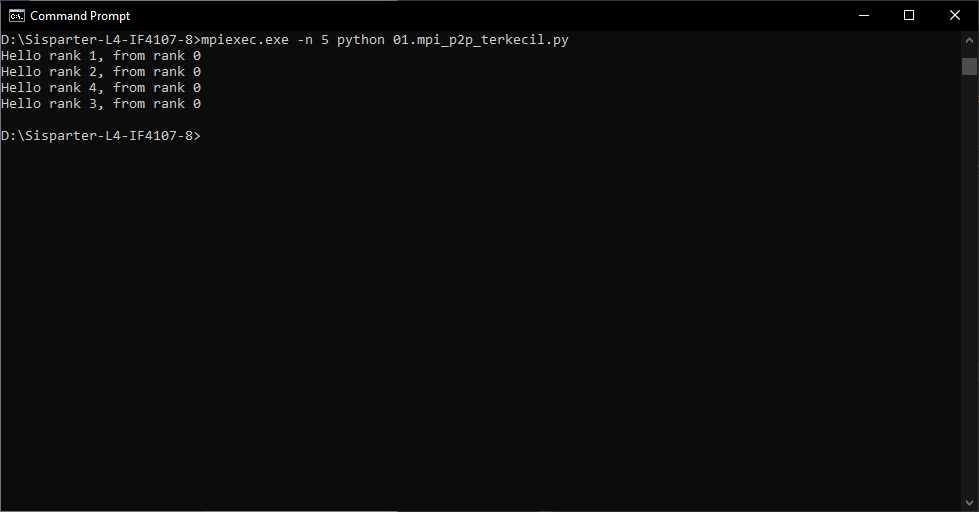 Command Prompt
D:\Sisparter-L4-IF4107-8>mpiexec.exe -n 5 python 01.mpi_p2p_terkecil.py
Hello rank 1, from rank 0
Hello rank 2, from rank 0
Hello rank 4, from rank 0
Hello rank 3, from rank 0
D:\Sisparter-L4-IF4107-8>